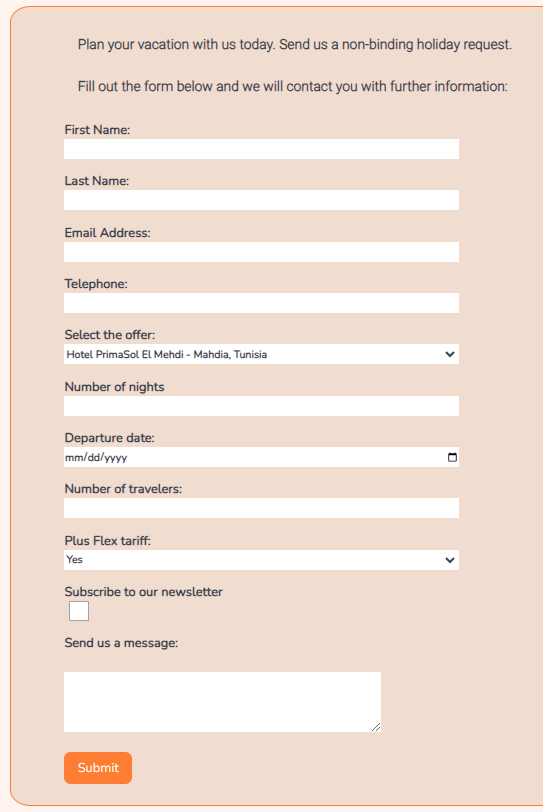 Plan your vacation with us today. Send us a non-binding holiday request.
Fill out the form below and we will contact you with further information:
First Name:
Last Name:
Email Address:
Telephone:
Select the offer:
Hotel PrimaSol El Mehdi - Mahdia, Tunisia
Number of nights
Departure date:
mm/dd/yyyy
Number of travelers:
Plus Flex tariff:
Yes
Subscribe to our newsletter
Send us a message:
Submit